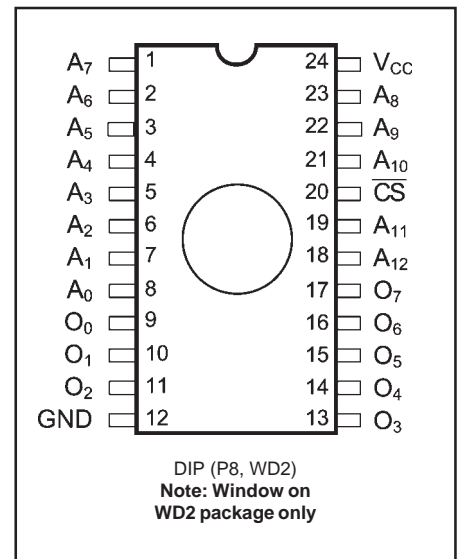 A₇ 1 24 V_CC
A₆ 2 23 A₈
A₅ 3 22 A₉
A₄ 4 21 A₁₀
A₃ 5 20 C̅S̅
A₂ 6 19 A₁₁
A₁ 7 18 A₁₂
A₀ 8 17 O₇
O₀ 9 16 O₆
O₁ 10 15 O₅
O₂ 11 14 O₄
GND 12 13 O₃
DIP (P8, WD2)
Note: Window on
WD2 package only